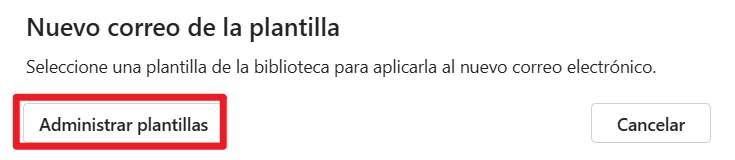 Nuevo correo de la plantilla
Seleccione una plantilla de la biblioteca para aplicarla al nuevo correo electrónico.
Administrar plantillas
Cancelar